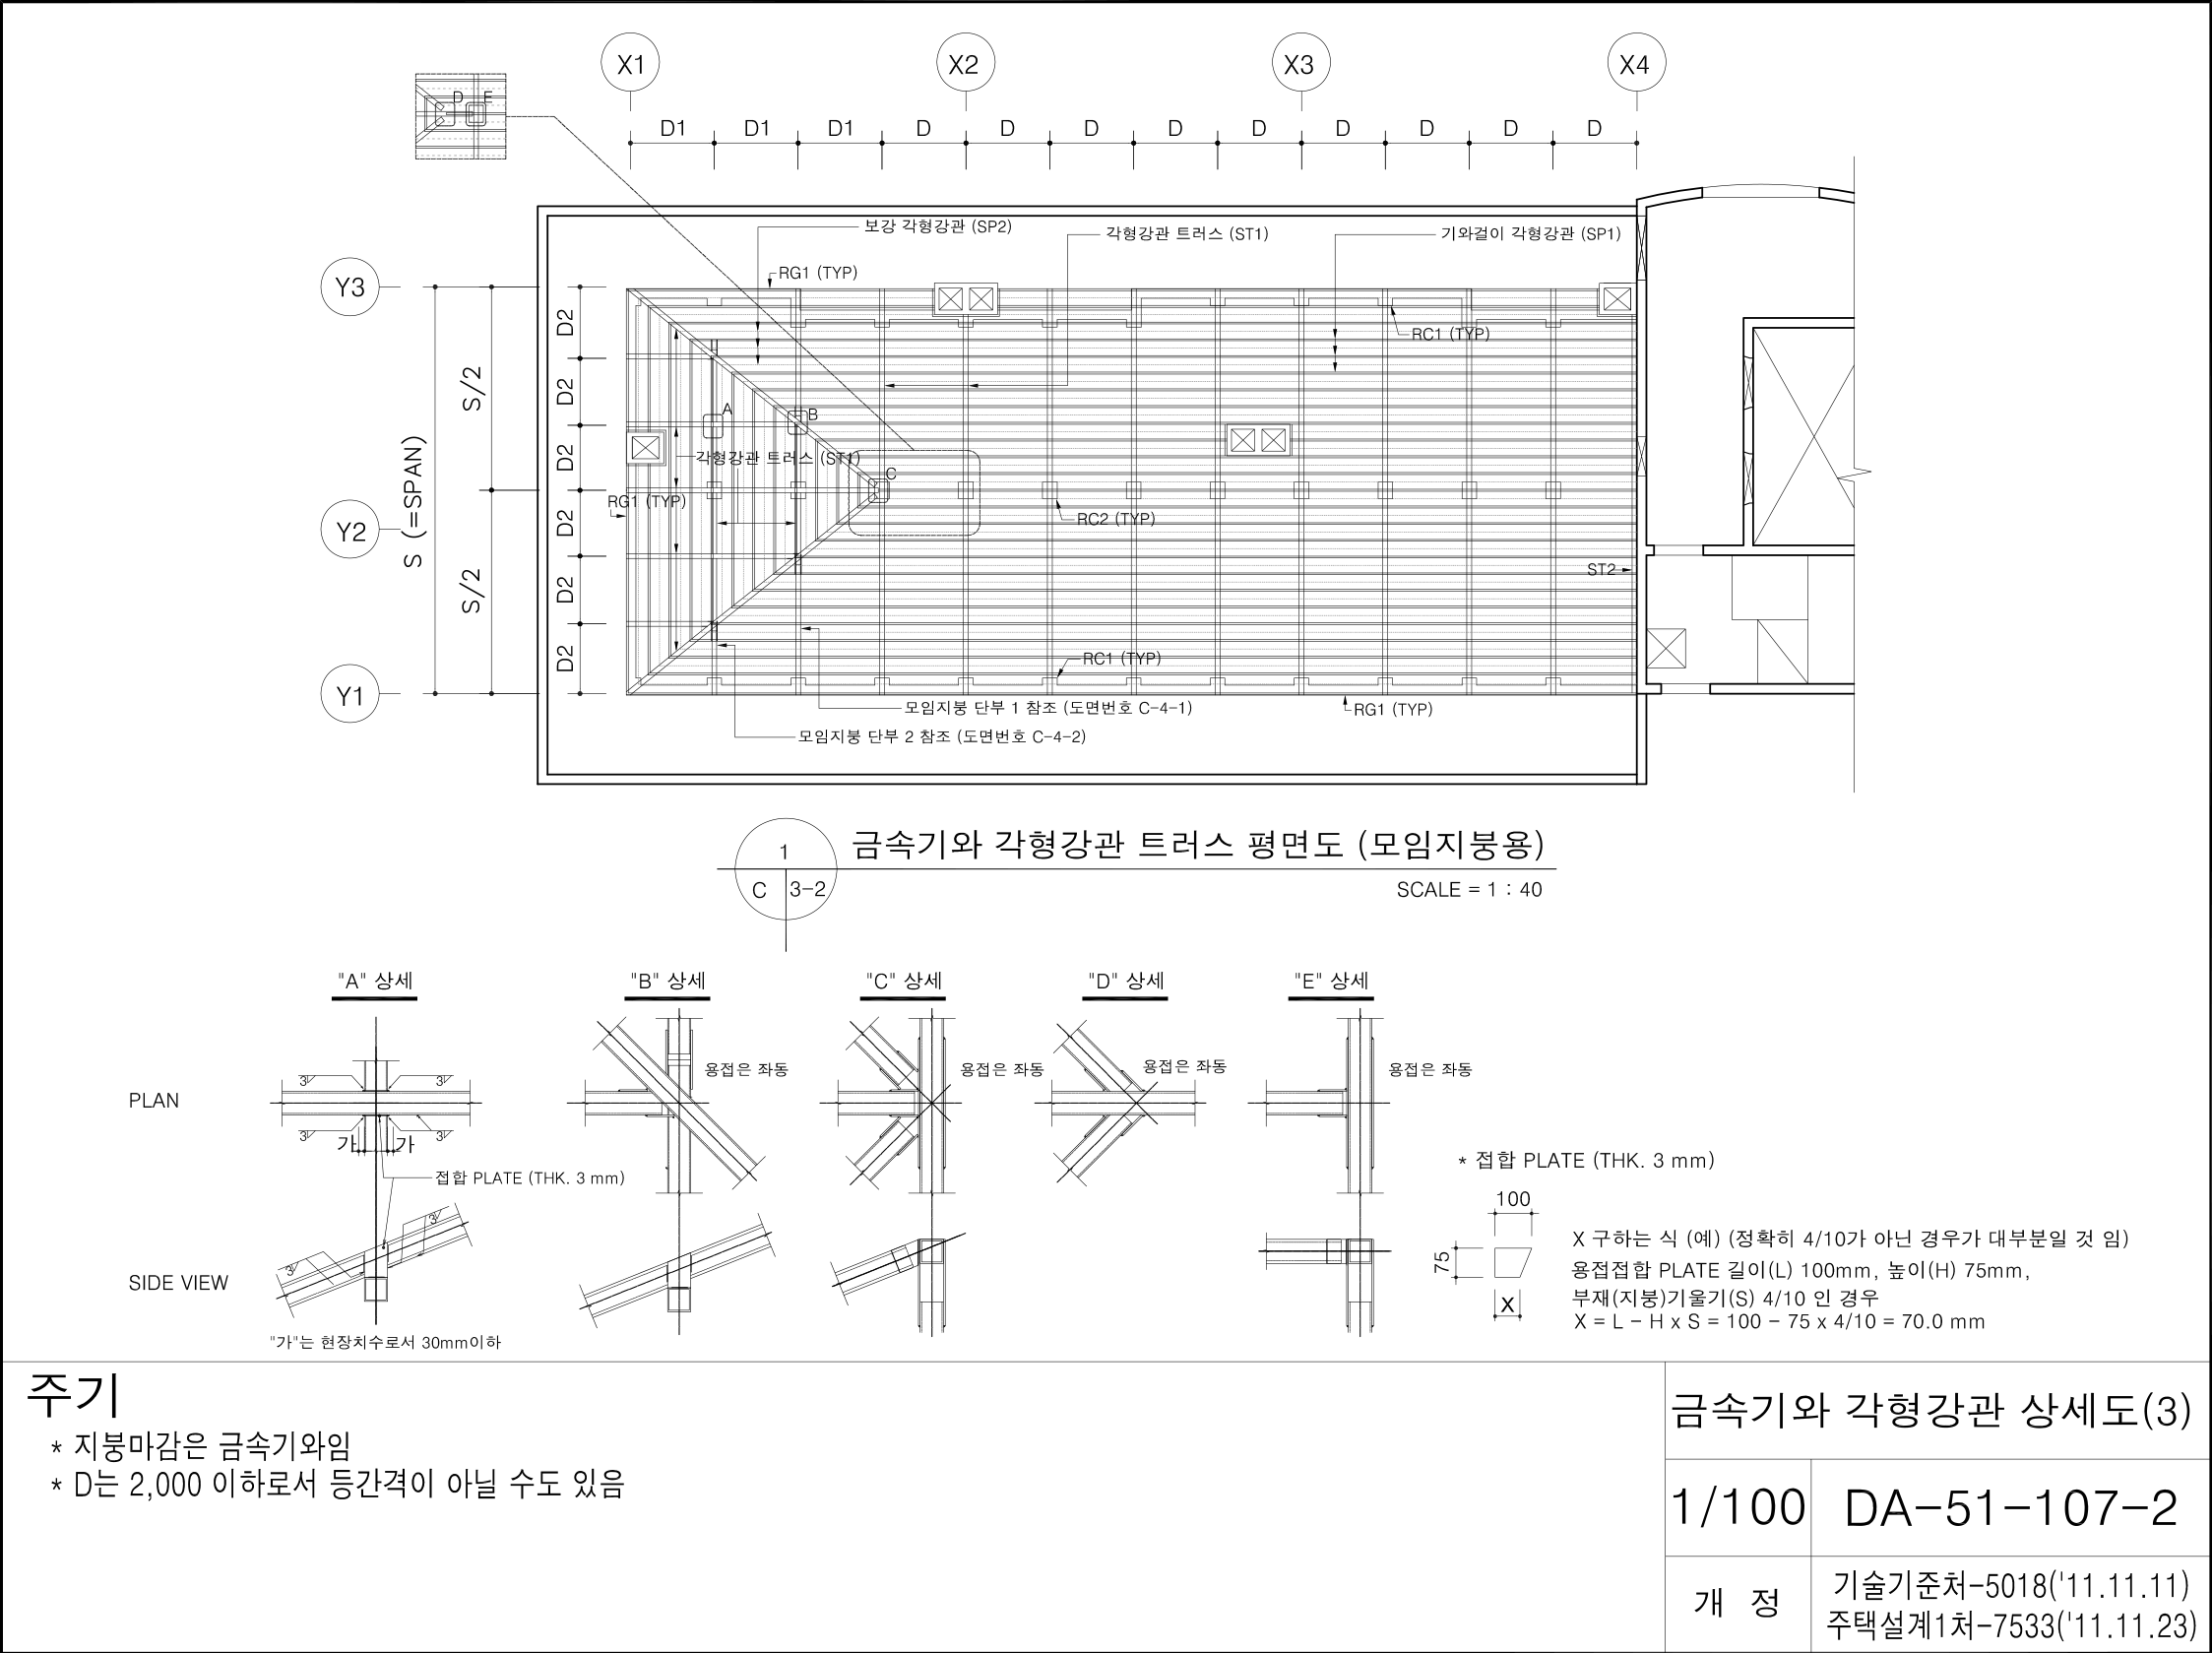 X1
X2
X3
X4
D E
D1 D1 D1 D D D D D D D D D
보강 각형강관 (SP2)
각형강관 트러스 (ST1)
기와걸이 각형강관 (SP1)
RG1 (TYP)
Y3
D2
RC1 (TYP)
S/2
D2
A
B
D2
S (=SPAN)
각형강관 트러스 (ST1)
C
RG1 (TYP)
RC2 (TYP)
Y2
D2
ST2
S/2
D2
D2
RC1 (TYP)
Y1
모임지붕 단부 1 참조 (도면번호 C-4-1)
RG1 (TYP)
모임지붕 단부 2 참조 (도면번호 C-4-2)
1
C 3-2
금속기와 각형강관 트러스 평면도 (모임지붕용)
SCALE = 1 : 40
"A" 상세
"B" 상세
"C" 상세
"D" 상세
"E" 상세
PLAN
3 3
3 3
가 가
용접은 좌동
용접은 좌동
용접은 좌동
용접은 좌동
접합 PLATE (THK. 3 mm)
SIDE VIEW
3
3
"가"는 현장치수로서 30mm이하
* 접합 PLATE (THK. 3 mm)
100
75
X
X 구하는 식 (예) (정확히 4/10가 아닌 경우가 대부분일 것 임)
용접접합 PLATE 길이(L) 100mm, 높이(H) 75mm,
부재(지붕)기울기(S) 4/10 인 경우
X = L - H x S = 100 - 75 x 4/10 = 70.0 mm
주기
* 지붕마감은 금속기와임
* D는 2,000 이하로서 등간격이 아닐 수도 있음
금속기와 각형강관 상세도(3)
1/100
DA-51-107-2
개 정
기술기준처-5018('11.11.11)
주택설계1처-7533('11.11.23)